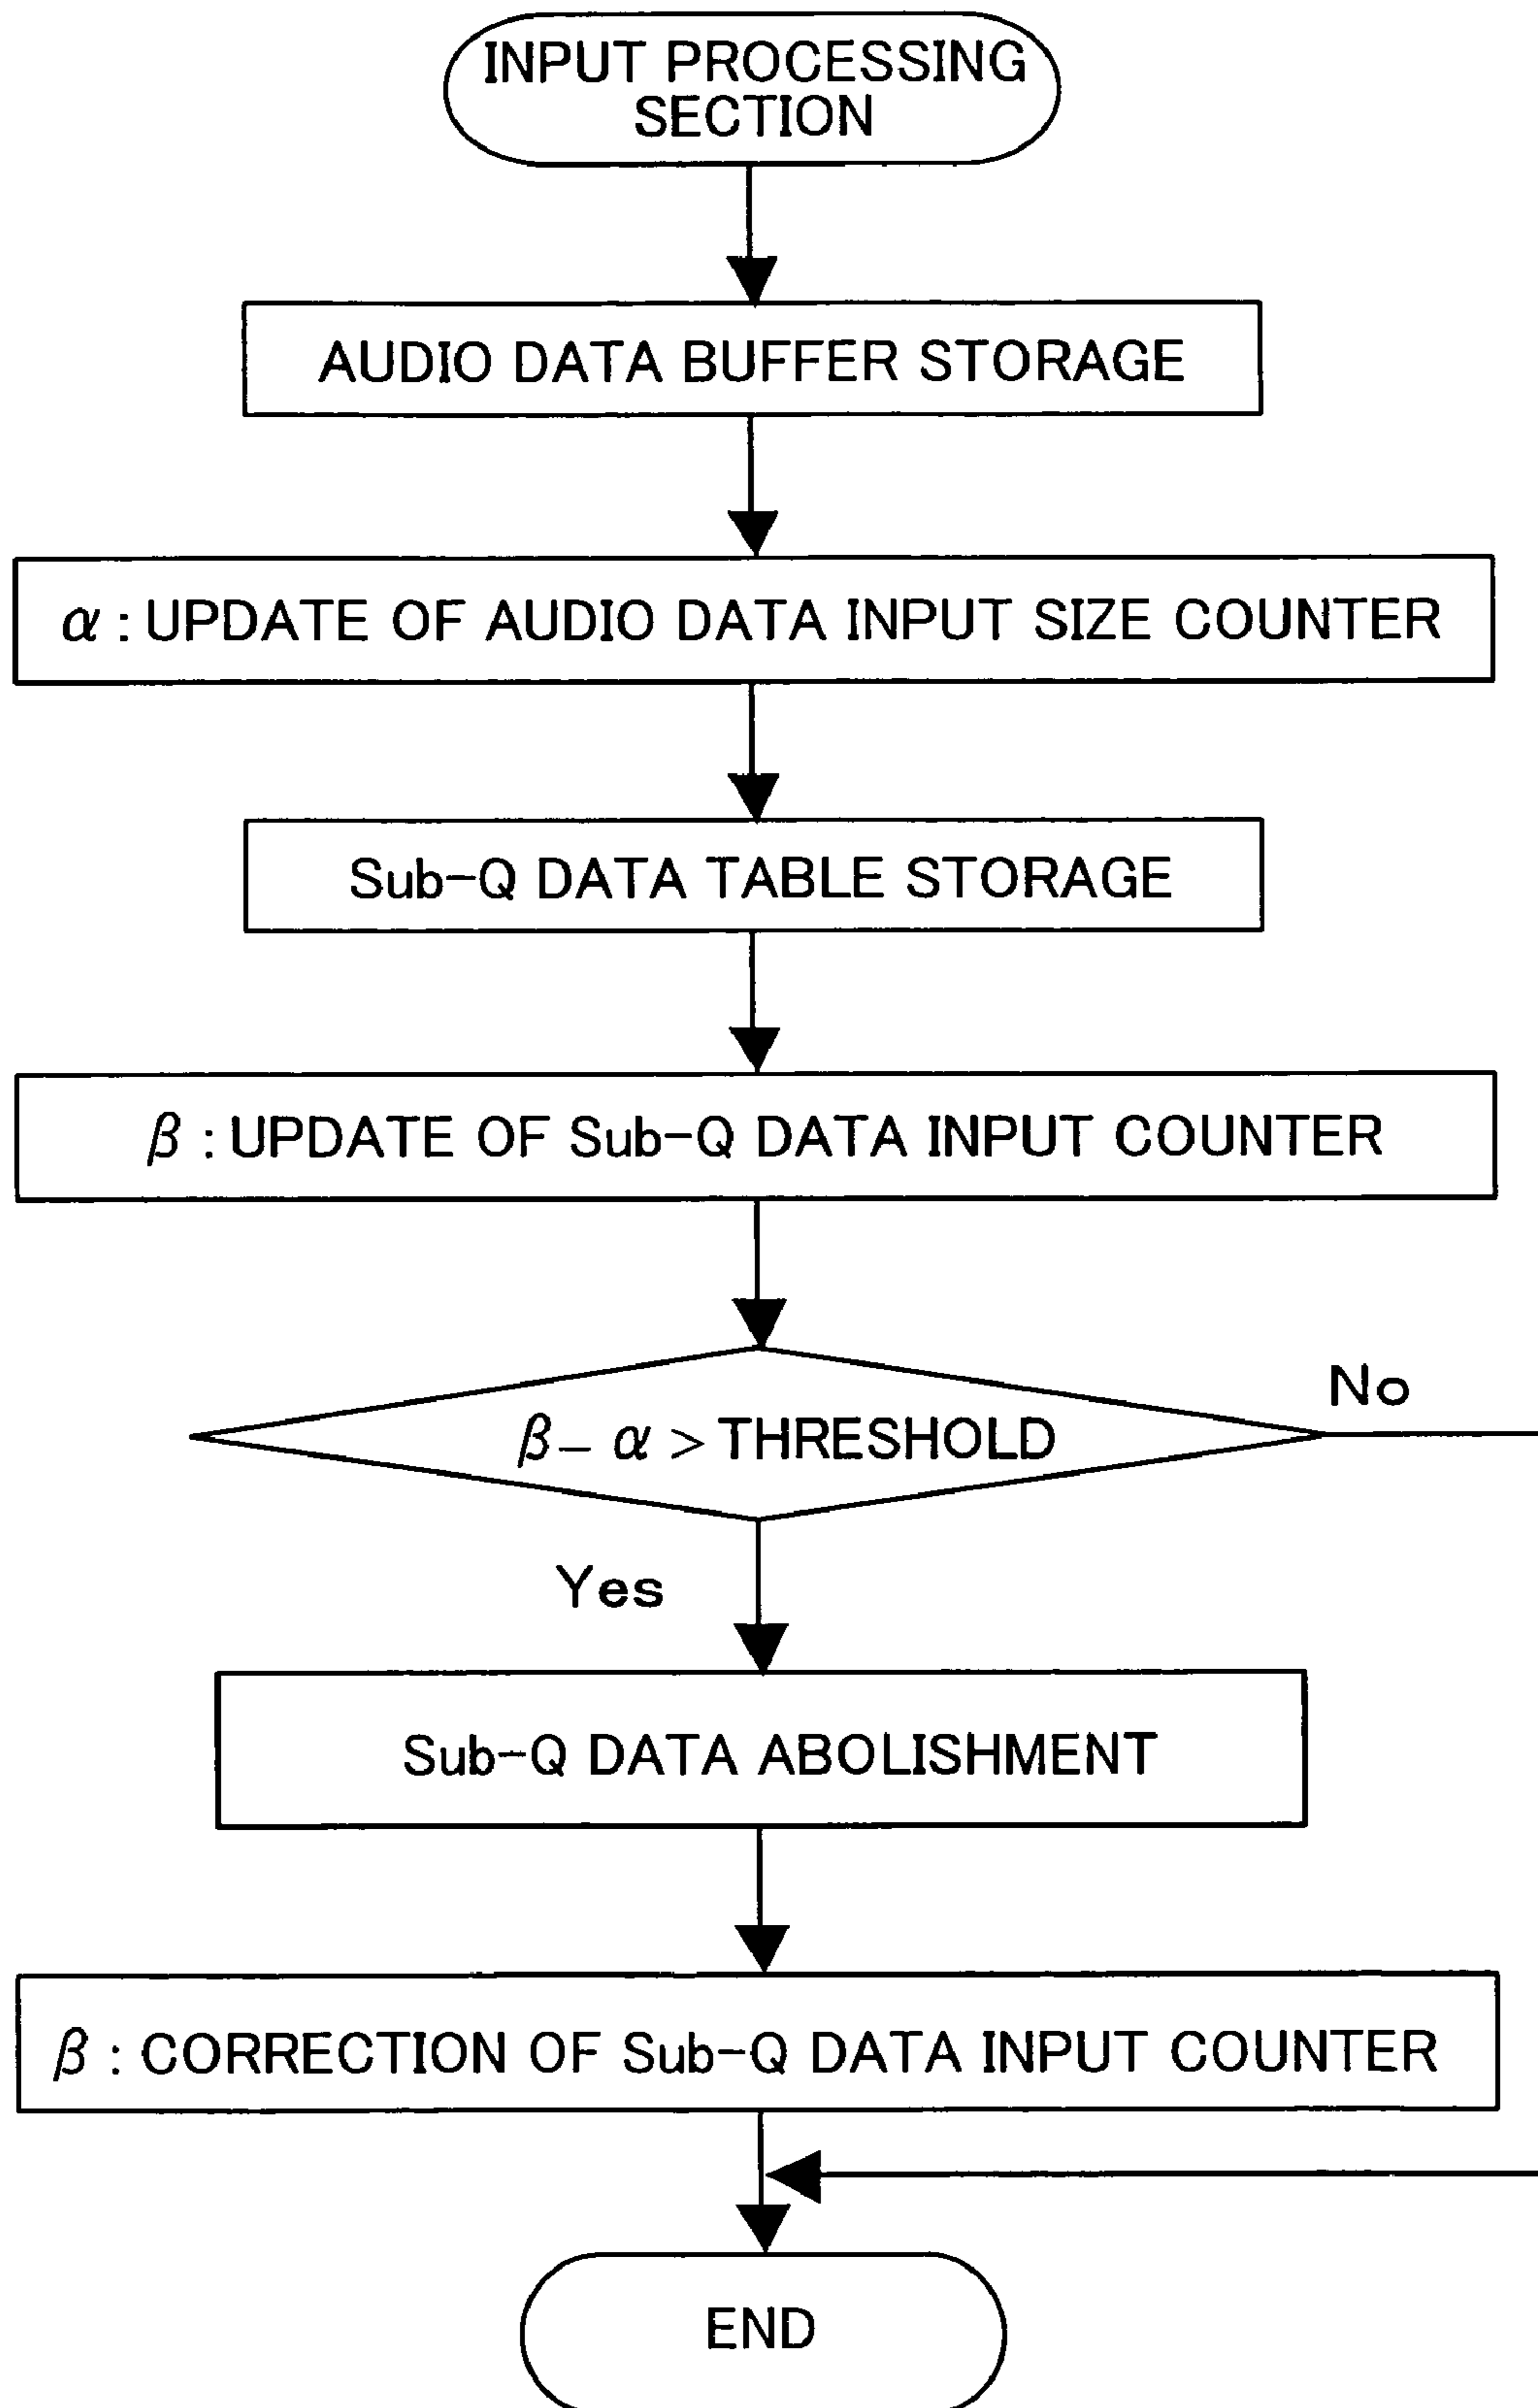 INPUT PROCESSING
SECTION
AUDIO DATA BUFFER STORAGE
α : UPDATE OF AUDIO DATA INPUT SIZE COUNTER
Sub-Q DATA TABLE STORAGE
β : UPDATE OF Sub-Q DATA INPUT COUNTER
No
β – α > THRESHOLD
Yes
Sub-Q DATA ABOLISHMENT
β : CORRECTION OF Sub-Q DATA INPUT COUNTER
END